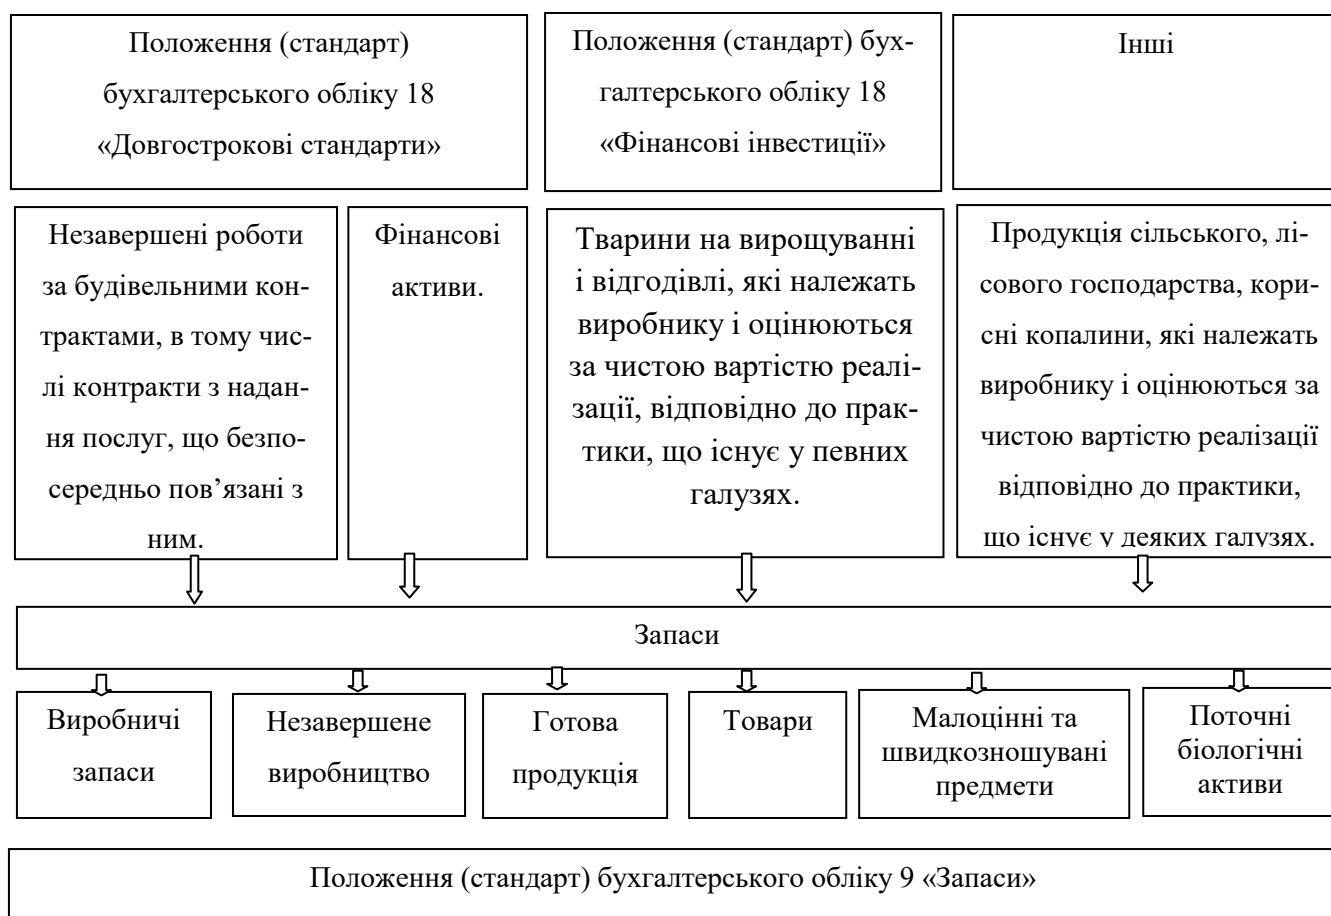 Положення (стандарт)
бухгалтерського обліку 18
«Довгострокові стандарти»
Положення (стандарт) бух-
галтерського обліку 18
«Фінансові інвестиції»
Інші
Незавершені роботи
за будівельними кон-
трактами, в тому чис-
лі контракти з надан-
ня послуг, що безпо-
середньо пов’язані з
ним.
Фінансові
активи.
Тварини на вирощуванні
і відгодівлі, які належать
виробнику і оцінюються
за чистою вартістю реалі-
зації, відповідно до прак-
тики, що існує у певних
галузях.
Продукція сільського, лі-
сового господарства, кори-
сні копалини, які належать
виробнику і оцінюються за
чистою вартістю реалізації
відповідно до практики,
що існує у деяких галузях.
Запаси
Виробничі
запаси
Незавершене
виробництво
Готова
продукція
Товари
Малоцінні та
швидкозношувані
предмети
Поточні
біологічні
активи
Положення (стандарт) бухгалтерського обліку 9 «Запаси»